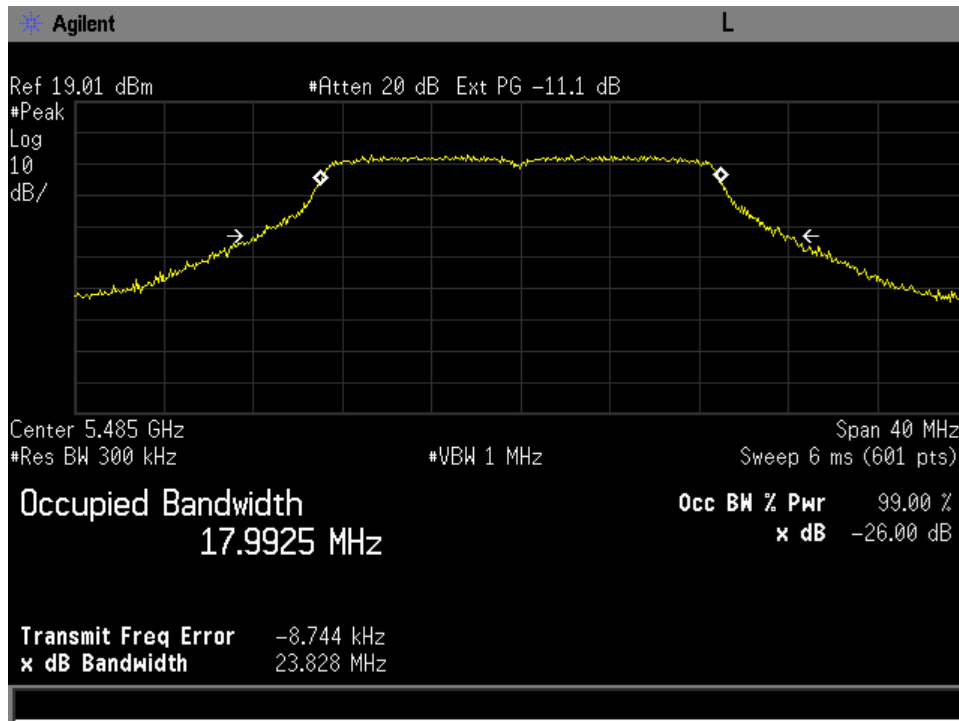 Agilent L
Ref 19.01 dBm #Atten 20 dB Ext PG −11.1 dB
#Peak
Log
10
dB/
Center 5.485 GHz Span 40 MHz
#Res BW 300 kHz #VBW 1 MHz Sweep 6 ms (601 pts)
Occupied Bandwidth Occ BW % Pwr 99.00 %
17.9925 MHz x dB −26.00 dB
Transmit Freq Error −8.744 kHz
x dB Bandwidth 23.828 MHz